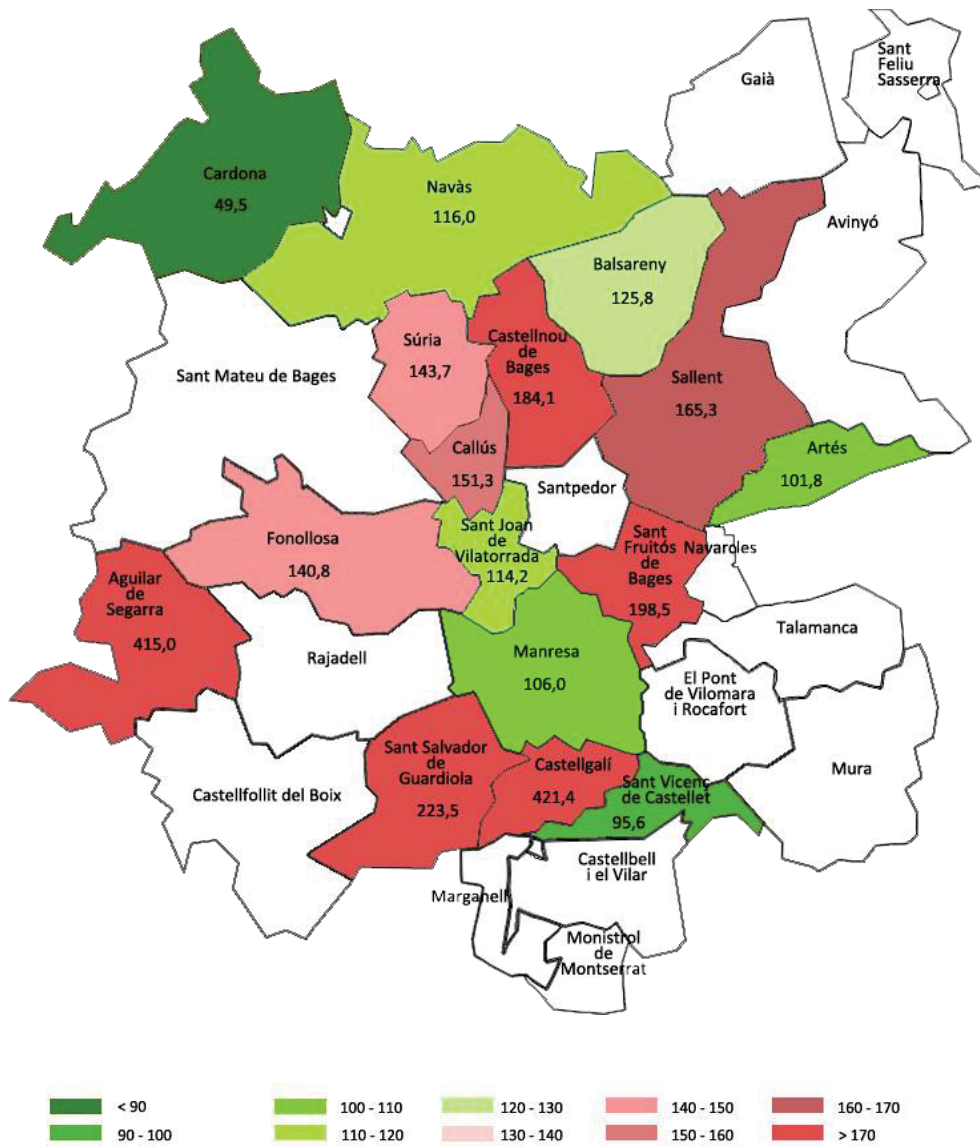 Sant
Feliu
Sasserra
Gaià
Cardona
49,5
Navàs
116,0
Avinyó
Balsareny
125,8
Súria
143,7
Castellnou
de
Bages
184,1
Sant Mateu de Bages
Sallent
165,3
Callús
151,3
Artés
101,8
Santpedor
Fonollosa
140,8
Sant Joan
de
Vilatorrada
114,2
Sant
Fruitós
de
Bages
198,5
Navarcles
Aguilar
de
Segarra
415,0
Talamanca
Rajadell
Manresa
106,0
El Pont
de Vilomara
i Rocafort
Sant Salvador
de
Guardiola
223,5
Castellgalí
421,4
Sant Vicenç
de Castellet
95,6
Mura
Castellfollit del Boix
Castellbell
i el Vilar
Marganell
Monistrol
de
Montserrat
< 90
100 - 110
120 - 130
140 - 150
160 - 170
90 - 100
110 - 120
130 - 140
150 - 160
> 170